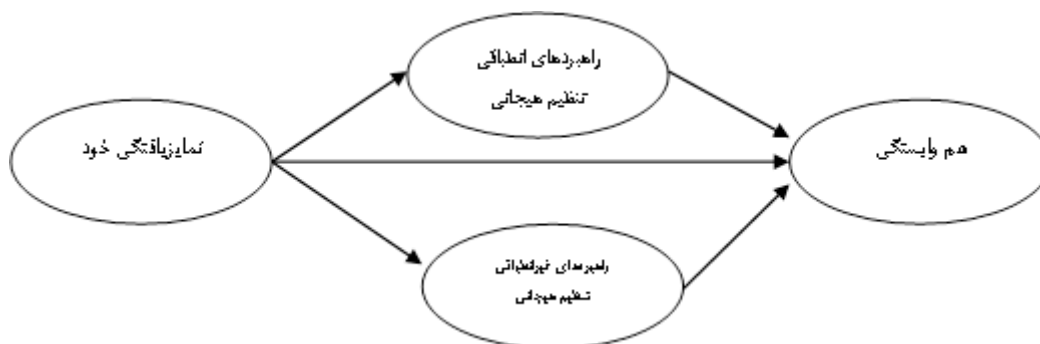 راهبردهای انطباقی
تنظیم هیجانی
تمایزیافتگی خود
هم وابستگی
راهبردهای غیرانطباقی
تنظیم هیجانی